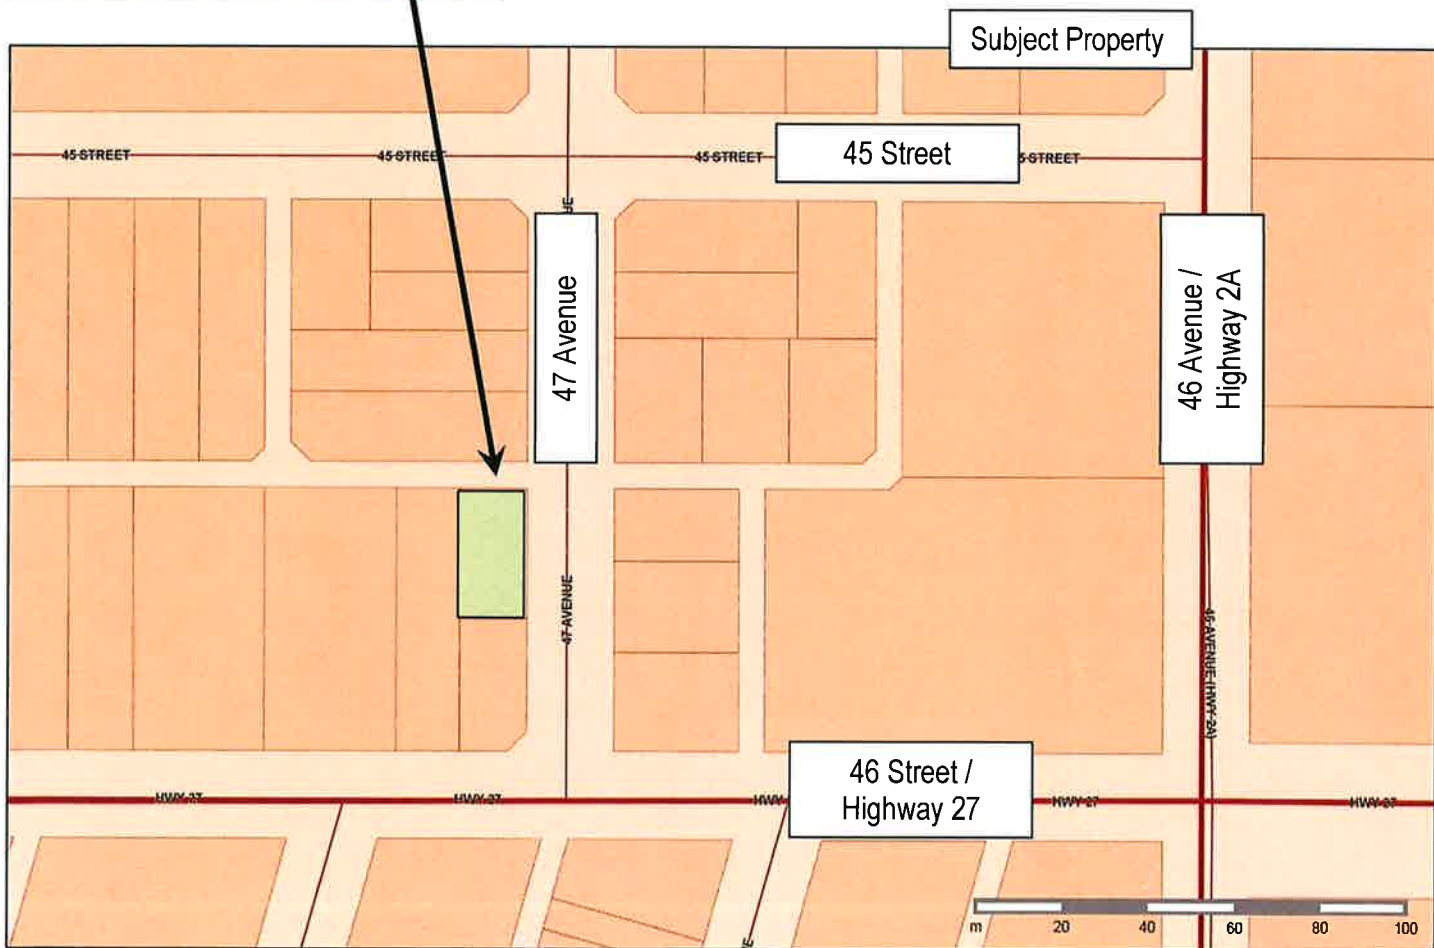 Subject Property
45 STREET
45 STREET
45 STREET
45 Street
STREET
47 Avenue
46 Avenue /
Highway 2A
47 AVENUE
46 AVENUE (HWY 2A)
46 Street /
Highway 27
HWY 27
HWY 27
HWY
HWY 27
HWY 27
m 20 40 60 80 100